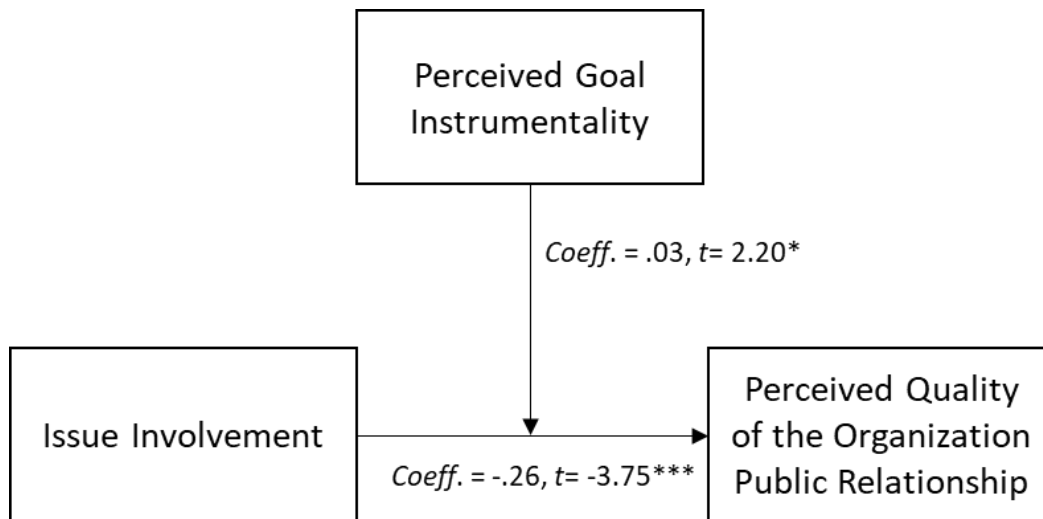 Perceived Goal
Instrumentality
Coeff. = .03, t= 2.20*
Issue Involvement
Coeff. = -.26, t= -3.75***
Perceived Quality
of the Organization
Public Relationship